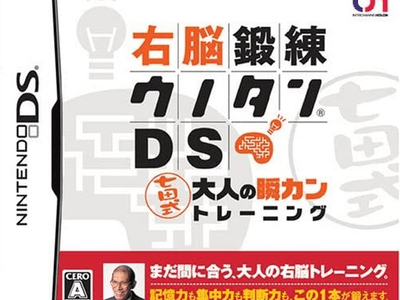 INTERCHANNEL-HOLON
右脳鍛練
ウノタン®
DS
七田式
大人の瞬カン
トレーニング
NINTENDO DS™
CERO
A
まだ間に合う、大人の右脳トレーニング。
記憶力も集中力も判断力も、この1本が鍛えます。